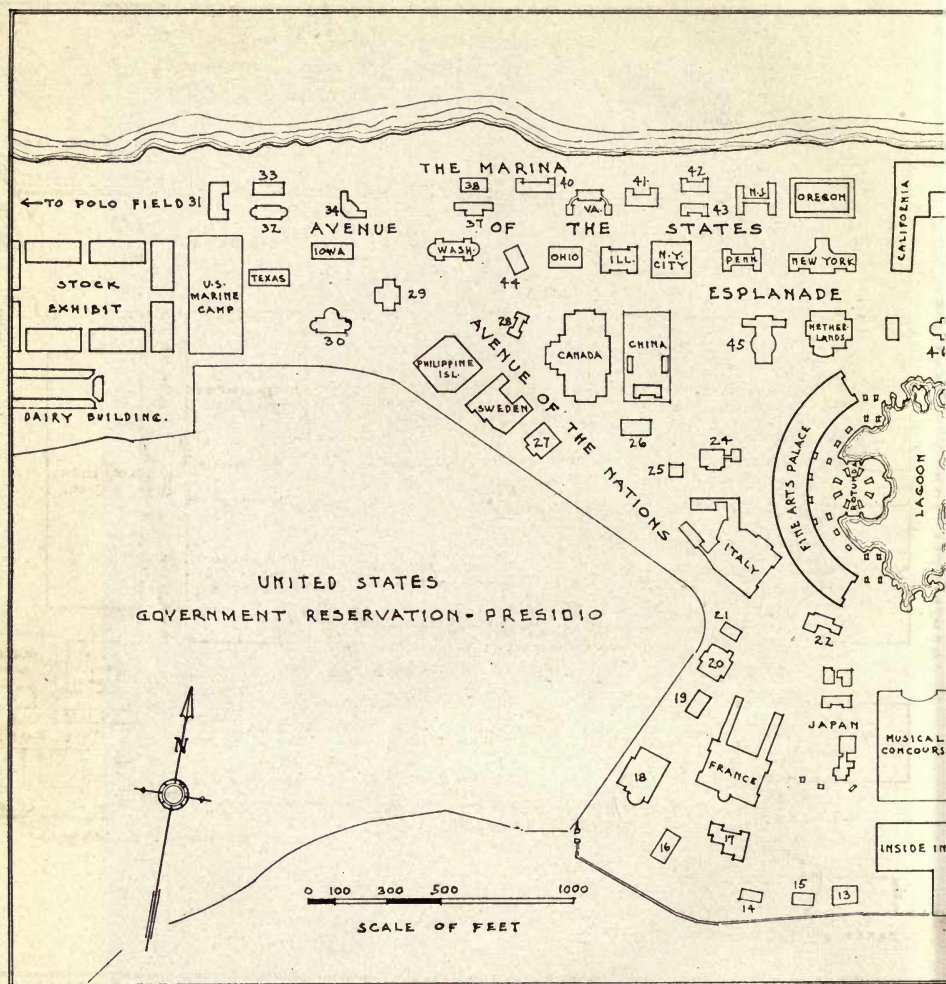 THE MARINA
←TO POLO FIELD
31
33
32
34
38
37
40
VA.
41.
42
43
N.J.
OREGON
CALIFORNIA
AVENUE OF THE STATES
STOCK
EXHIBIT
U.S.
MARINE
CAMP
TEXAS
IOWA
WASH.
44
OHIO
ILL.
N.Y.
CITY
PENN
NEW YORK
ESPLANADE
29
30
28
PHILIPPINE
ISL.
AVENUE OF THE NATIONS
CANADA
CHINA
45
NETHER-
LANDS
46
DAIRY BUILDING.
SWEDEN
27
26
25
24
FINE ARTS PALACE
ROTUNDA
LAGOON
ITALY
UNITED STATES
GOVERNMENT RESERVATION - PRESIDIO
21
22
20
19
JAPAN
N
18
FRANCE
MUSICAL
CONCOURS
16
17
INSIDE IN
0 100 300 500 1000
SCALE OF FEET
14
15
13